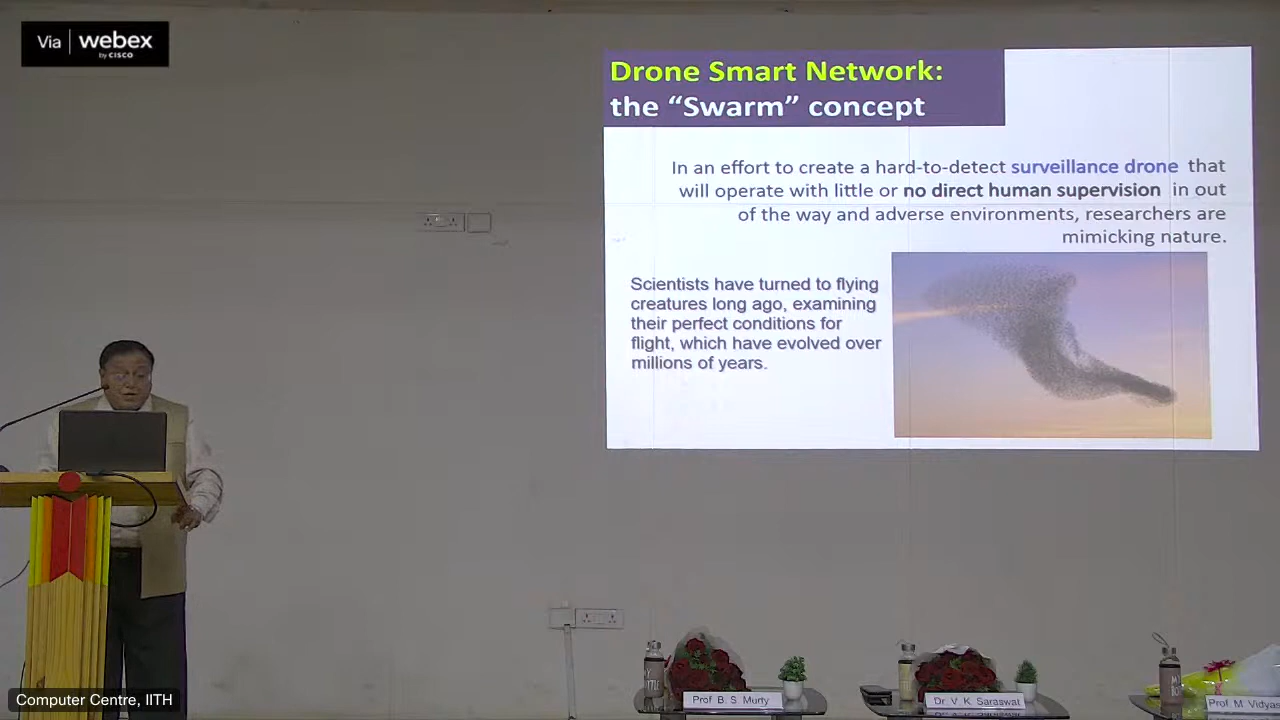 Via webex
by CISCO
Drone Smart Network:
the “Swarm” concept
In an effort to create a hard-to-detect surveillance drone that
will operate with little or no direct human supervision in out
of the way and adverse environments, researchers are
mimicking nature.
Scientists have turned to flying
creatures long ago, examining
their perfect conditions for
flight, which have evolved over
millions of years.
Prof B. S. Murty
Dr. V. K. Saraswat
Prof M. Vidyas
Computer Centre, IITH